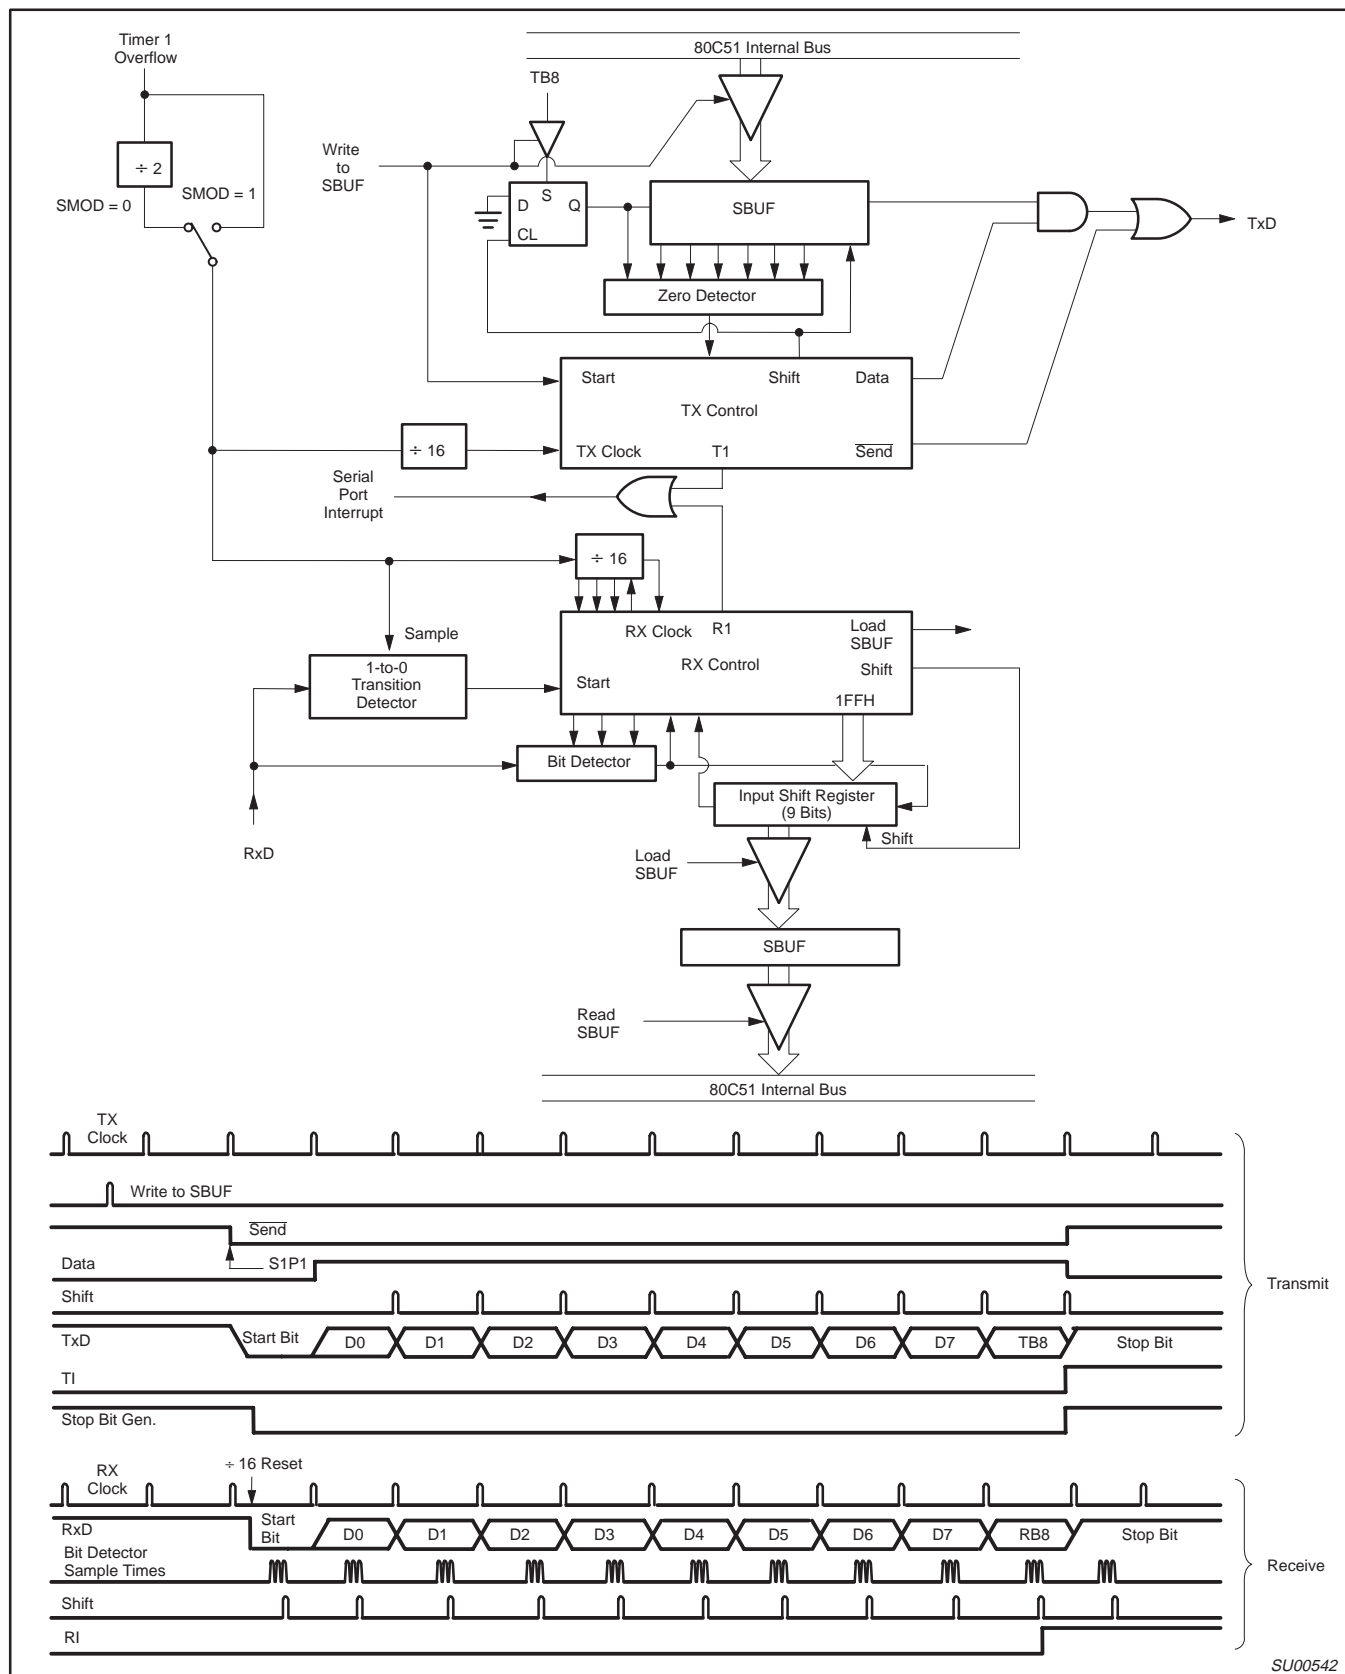 Timer 1
Overflow
80C51 Internal Bus
TB8
÷ 2
Write
to
SBUF
SMOD = 1
SMOD = 0
S
D
Q
CL
SBUF
TxD
Zero Detector
Start
Shift
Data
TX Control
÷ 16
TX Clock
T1
Send
Serial
Port
Interrupt
÷ 16
Sample
RX Clock
R1
Load
SBUF
1-to-0
Transition
Detector
RX Control
Shift
Start
1FFH
Bit Detector
Input Shift Register
(9 Bits)
RxD
Shift
Load
SBUF
SBUF
Read
SBUF
80C51 Internal Bus
TX
Clock
Write to SBUF
Send
Data
S1P1
Transmit
Shift
TxD
Start Bit
D0
D1
D2
D3
D4
D5
D6
D7
TB8
Stop Bit
TI
Stop Bit Gen.
÷ 16 Reset
RX
Clock
RxD
Start
Bit
D0
D1
D2
D3
D4
D5
D6
D7
RB8
Stop Bit
Bit Detector
Sample Times
Receive
Shift
RI
SU00542